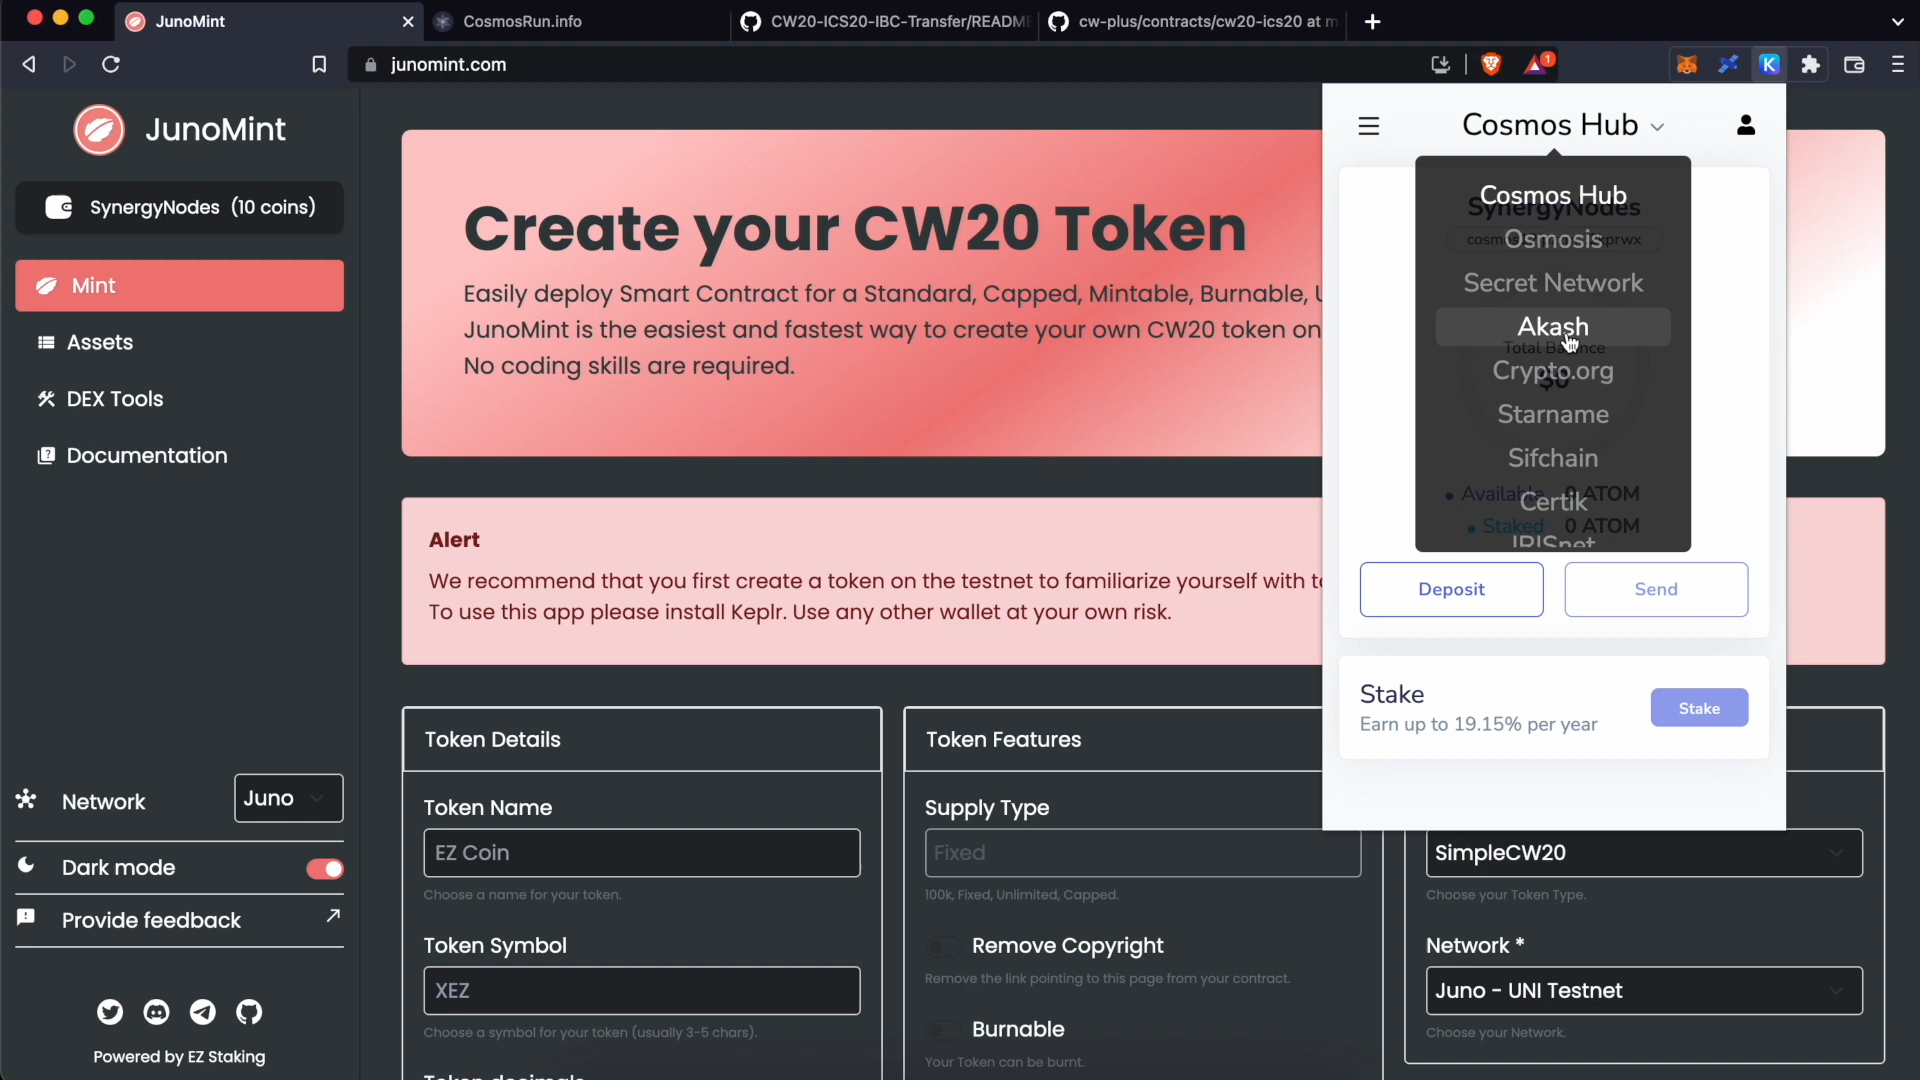 JunoMint
CosmosRun.info
CW20-ICS20-IBC-Transfer/README
cw-plus/contracts/cw20-ics20 at m
junomint.com
1
K
JunoMint
SynergyNodes (10 coins)
Mint
Assets
DEX Tools
Documentation
Network
Juno
Dark mode
Provide feedback
Powered by EZ Staking
Create your CW20 Token
Easily deploy Smart Contract for a Standard, Capped, Mintable, Burnable,
JunoMint is the easiest and fastest way to create your own CW20 token on
No coding skills are required.
Alert
We recommend that you first create a token on the testnet to familiarize yourself with
To use this app please install Keplr. Use any other wallet at your own risk.
Token Details
Token Name
EZ Coin
Choose a name for your token.
Token Symbol
XEZ
Choose a symbol for your token (usually 3-5 chars).
Token decimals
Token Features
Supply Type
Fixed
100k, Fixed, Unlimited, Capped.
Remove Copyright
Remove the link pointing to this page from your contract.
Burnable
Your Token can be burnt.
SimpleCW20
Choose your Token Type.
Network *
Juno - UNI Testnet
Choose your Network.
Cosmos Hub
Cosmos Hub
SynergyNodes
Osmosis
Secret Network
Akash
Total Balance
Crypto.org
$0
Starname
Sifchain
Available 0 ATOM
Certik
Staked 0 ATOM
IRISnet
Deposit
Send
Stake
Earn up to 19.15% per year
Stake